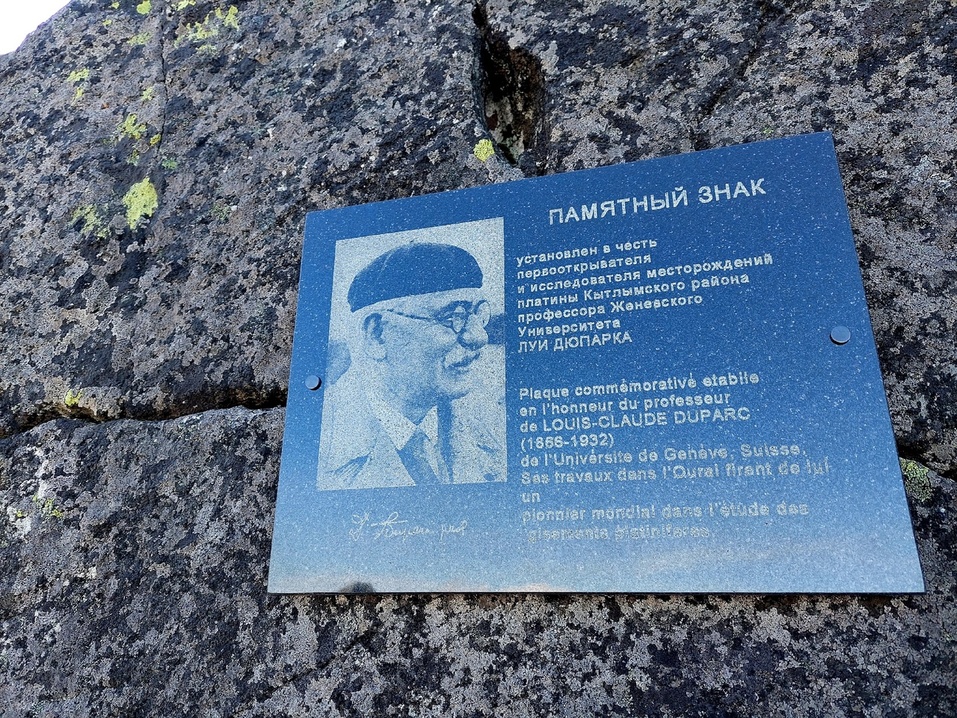 ПАМЯТНЫЙ ЗНАК
установлен в честь
первооткрывателя
и исследователя месторождений
платины Кытлымского района
профессора Женевского
Университета
ЛУИ ДЮПАРКА
Plaque commémorative etablie
en l'honneur du professeur
de LOUIS-CLAUDE DUPARC
(1866-1932)
de l'Université de Genève, Suisse.
Ses travaux dans l'Oural firent de lui
un
pionnier mondial dans l'étude des
gisements platinifères.